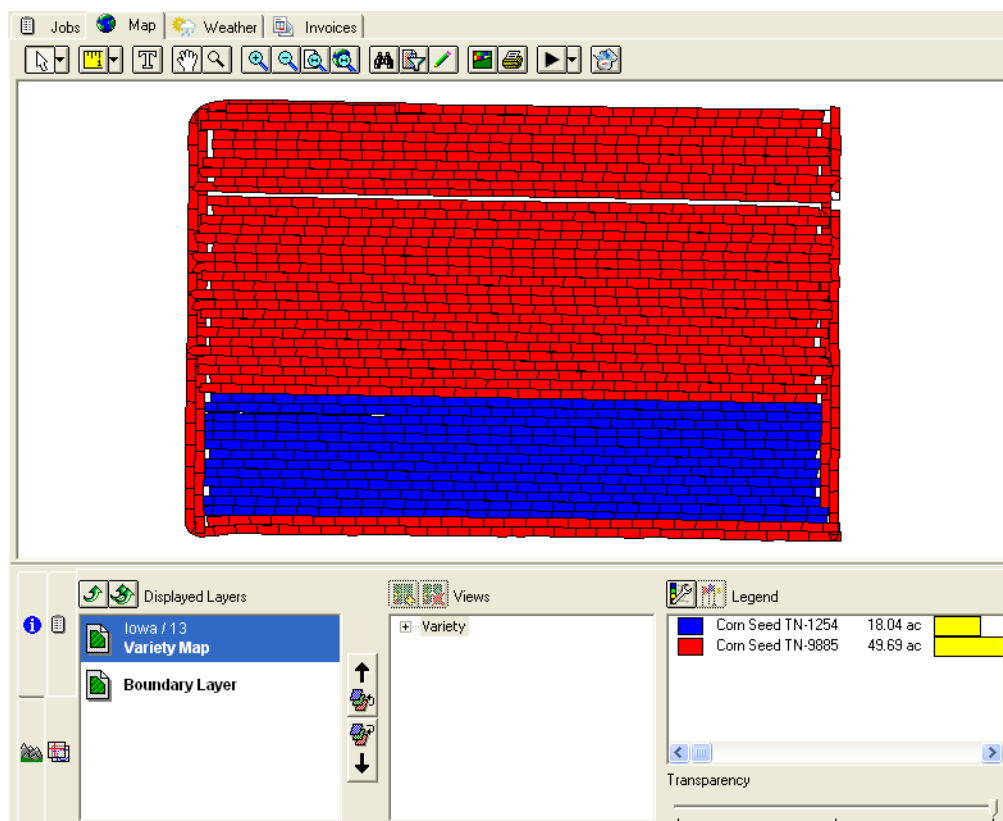 Jobs Map Weather Invoices
T
Displayed Layers
Iowa / 13
Variety Map
Boundary Layer
Views
Variety
Legend
Corn Seed TN-1254 18.04 ac
Corn Seed TN-9885 49.69 ac
Transparency